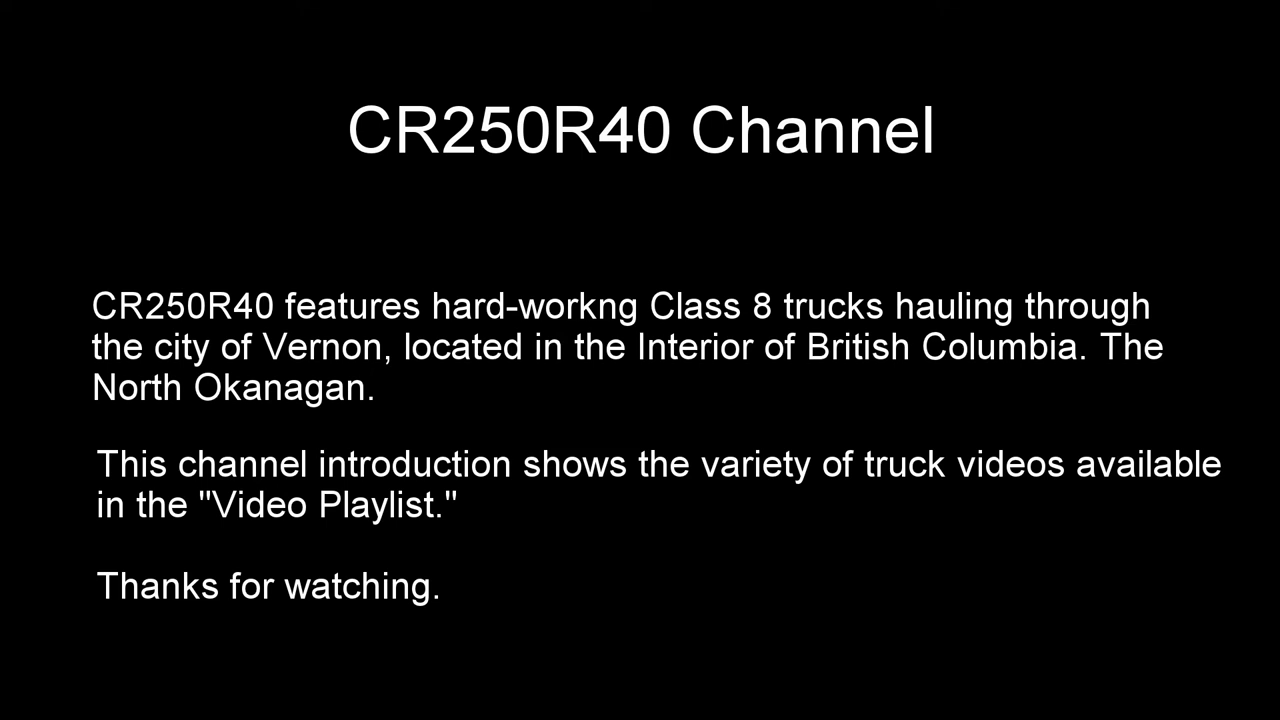 CR250R40 Channel
CR250R40 features hard-workng Class 8 trucks hauling through
the city of Vernon, located in the Interior of British Columbia. The
North Okanagan.
This channel introduction shows the variety of truck videos available
in the "Video Playlist."
Thanks for watching.